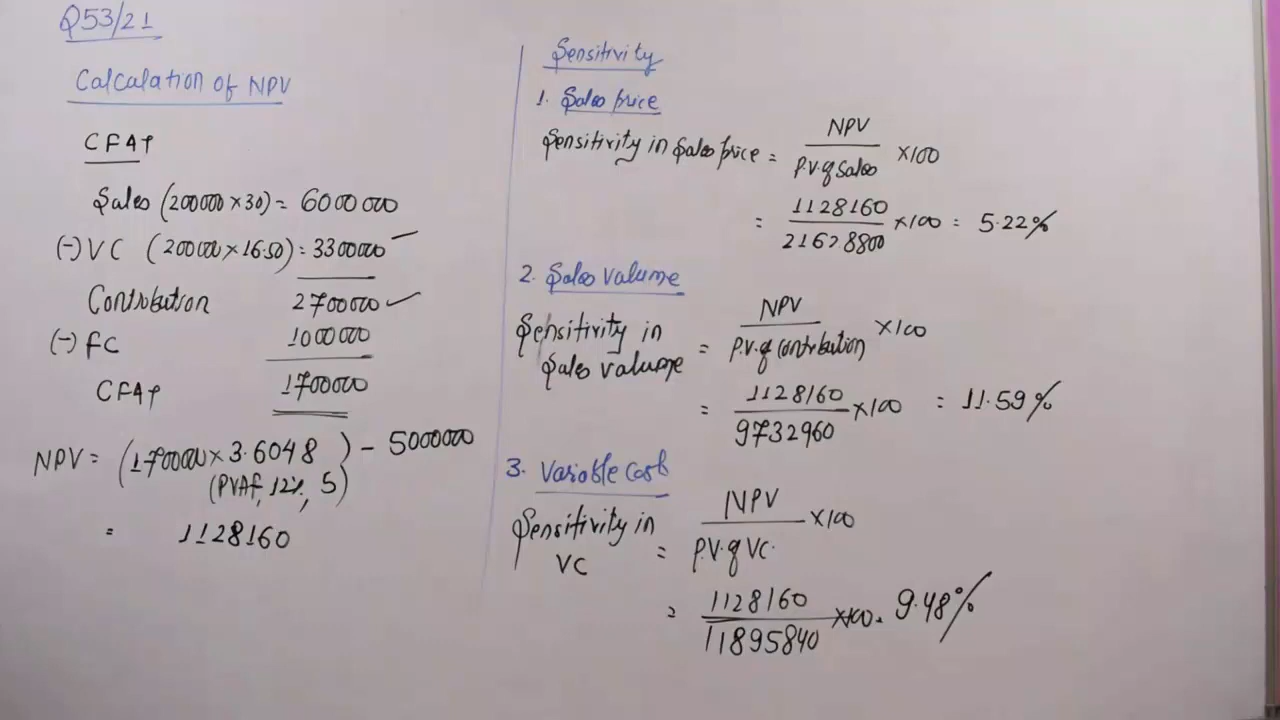 Q53/21
Calculation of NPV
CFAT
Sales (200000 × 30) = 6000000
(-) VC (200000 × 16.50) = 3300000
Contribution 2700000
(-) FC 1000000
CFAT 1700000
NPV = (1700000 × 3.6048) - 5000000
(PVAF, 12%, 5)
= 1128160
Sensitivity
1. Sales price
Sensitivity in Sales price = NPV / P.V. of Sales × 100
= 1128160 / 21628800 × 100 = 5.22%
2. Sales volume
Sensitivity in Sales volume = NPV / P.V. of contribution × 100
= 1128160 / 9732960 × 100 = 11.59%
3. Variable cost
Sensitivity in VC = NPV / P.V. of VC. × 100
= 1128160 / 11895840 × 100 = 9.48%